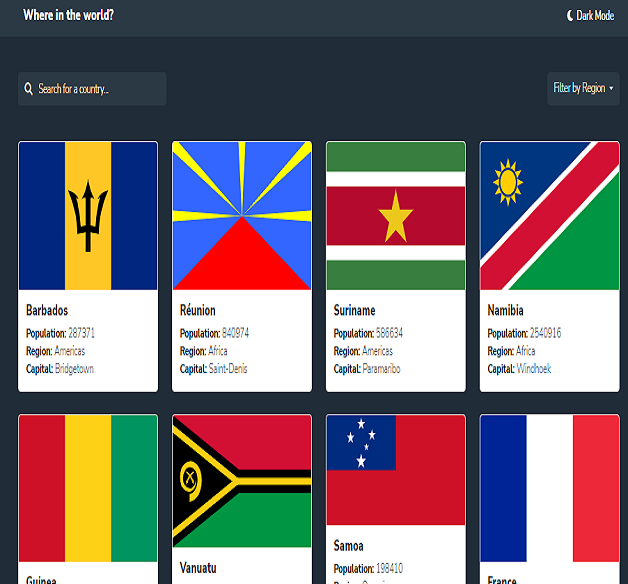 Where in the world?
Dark Mode
Search for a country...
Filter by Region
Barbados
Population: 287371
Region: Americas
Capital: Bridgetown
Réunion
Population: 840974
Region: Africa
Capital: Saint-Denis
Suriname
Population: 586634
Region: Americas
Capital: Paramaribo
Namibia
Population: 2540916
Region: Africa
Capital: Windhoek
Guinea
Vanuatu
Samoa
Population: 198410
France